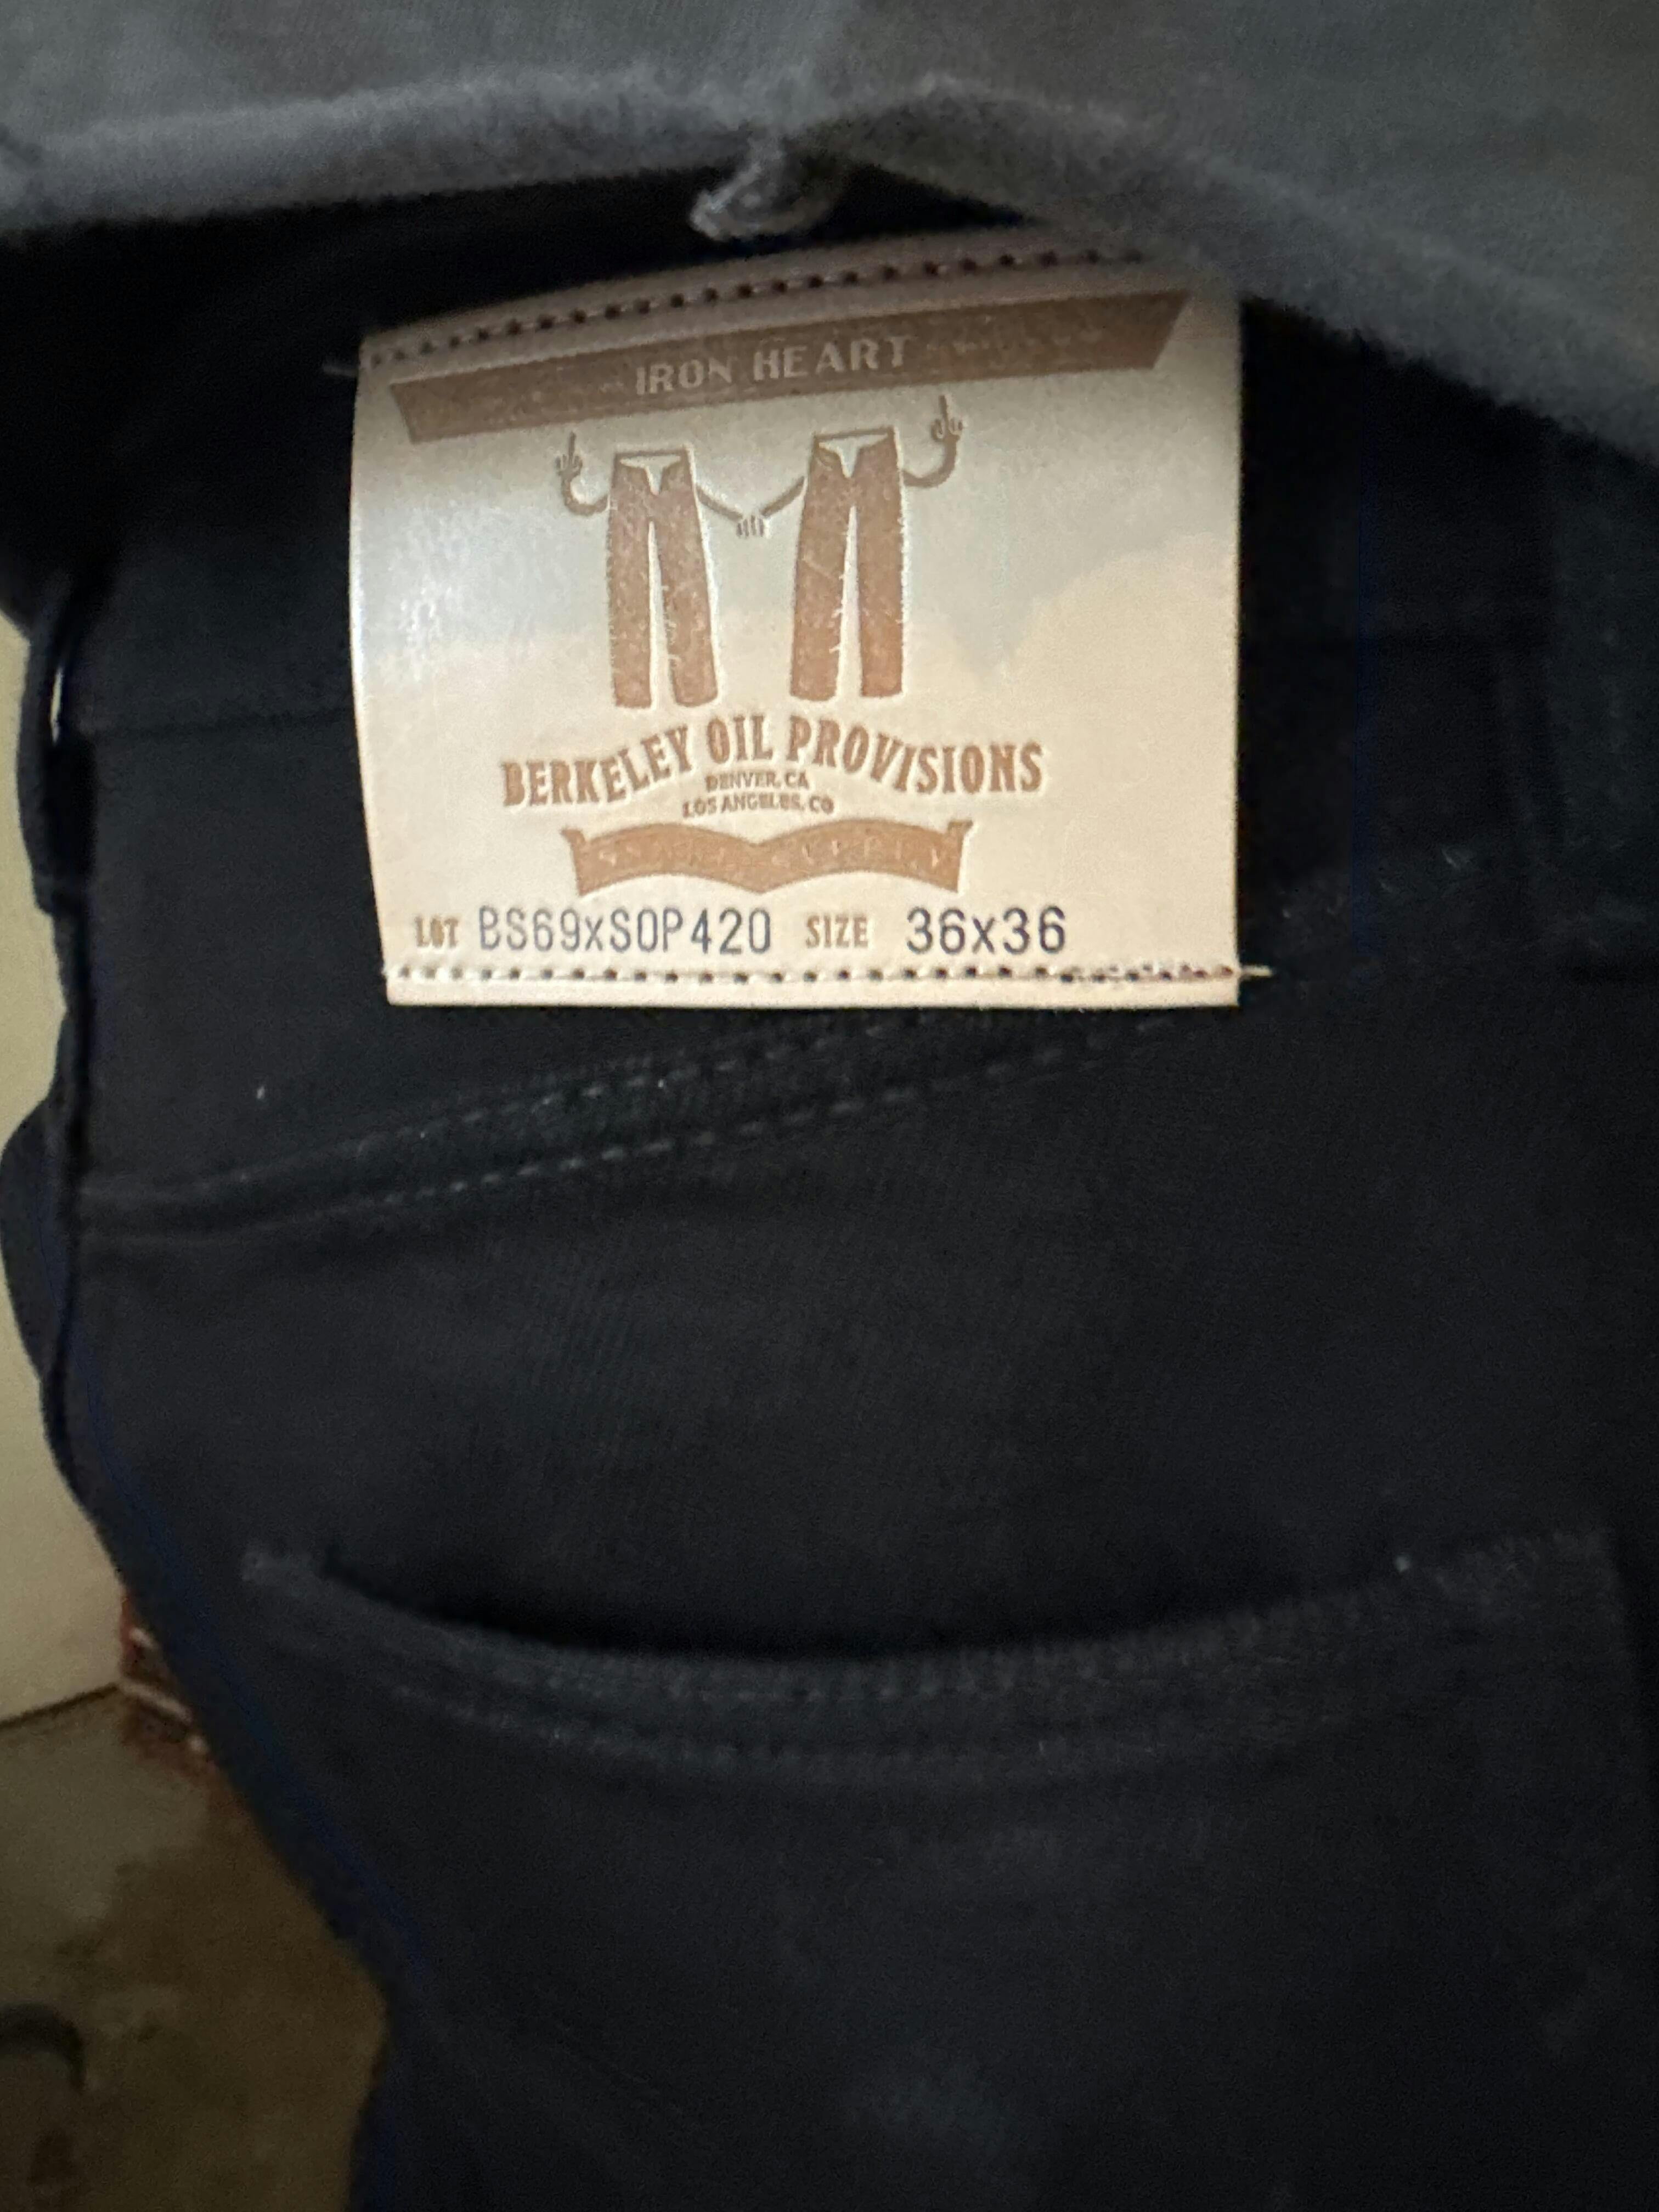 IRON HEART
BERKELEY OIL PROVISIONS
DENVER, CA
LOS ANGELES, CO
LOT BS69xSOP420 SIZE 36x36